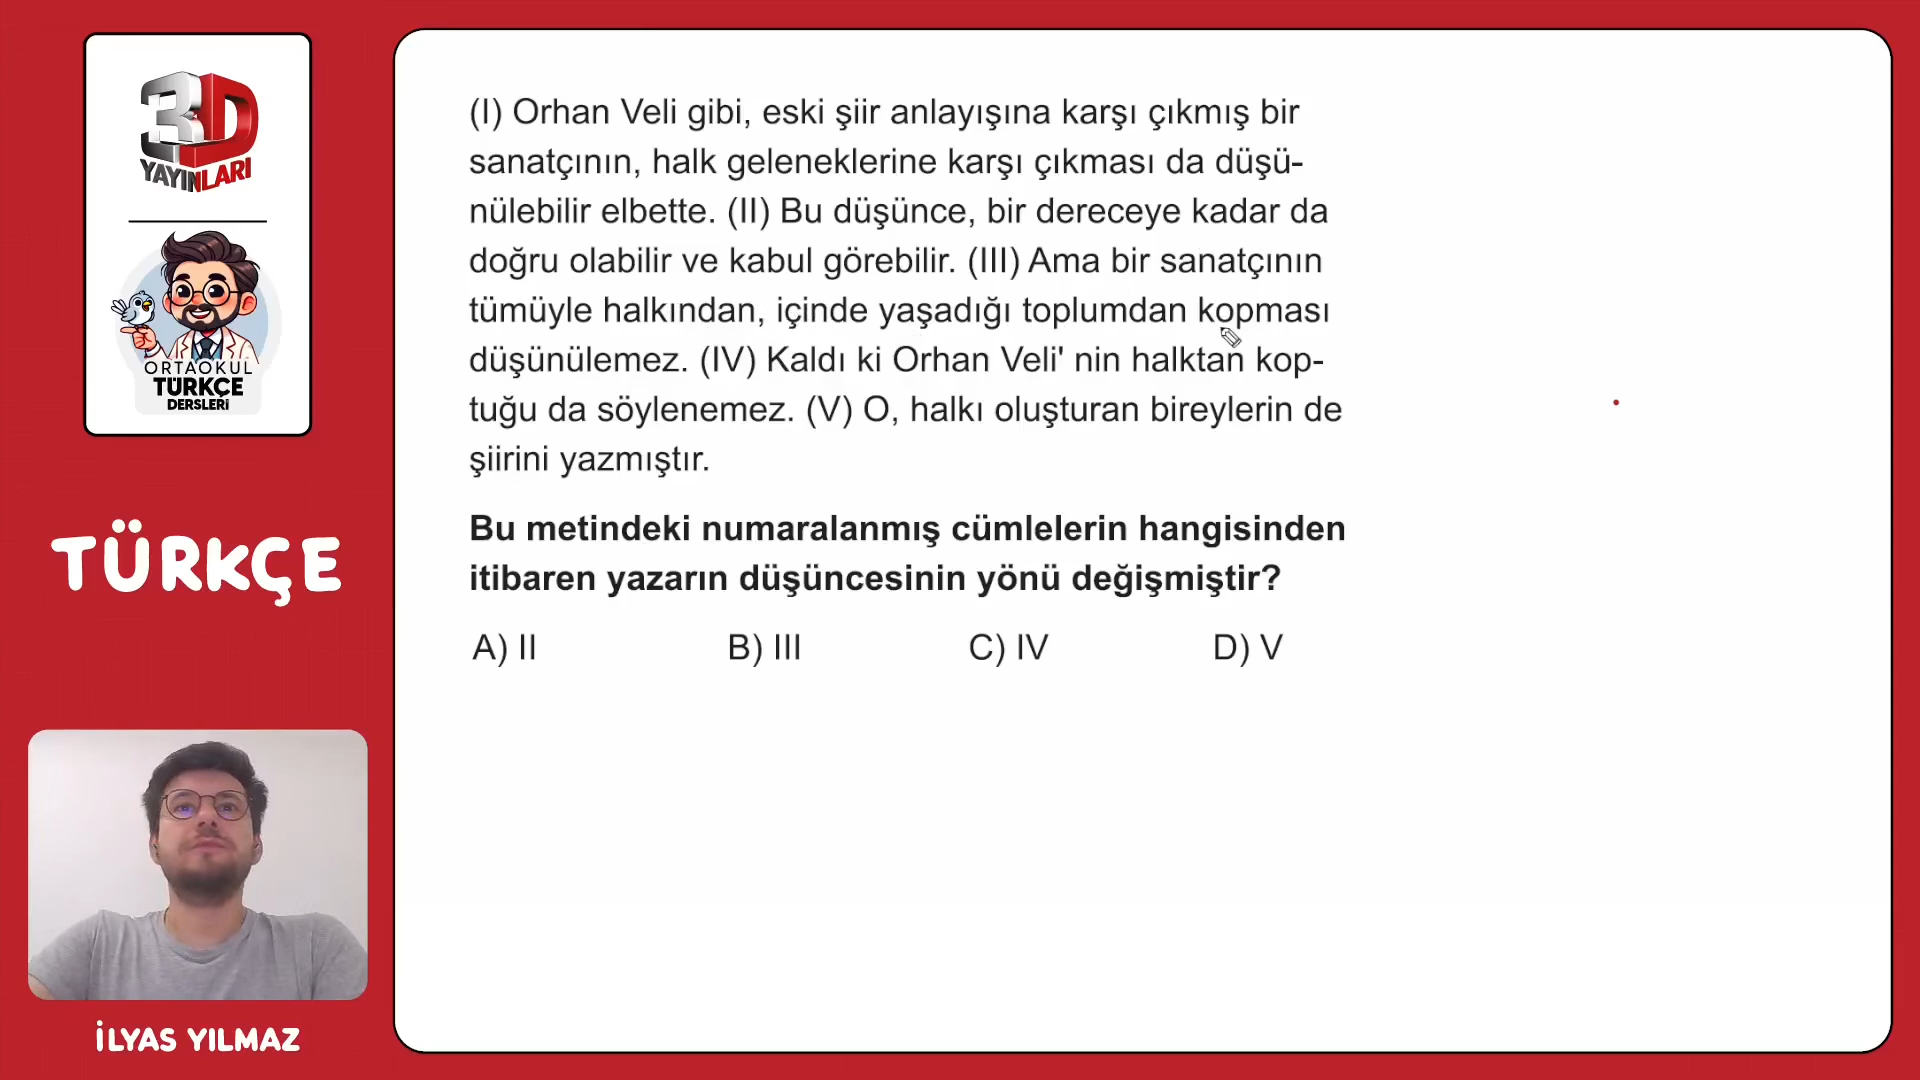 3D
YAYINLARI
ORTAOKUL
TÜRKÇE
DERSLERİ
TÜRKÇE
İLYAS YILMAZ
(I) Orhan Veli gibi, eski şiir anlayışına karşı çıkmış bir
sanatçının, halk geleneklerine karşı çıkması da düşü-
nülebilir elbette. (II) Bu düşünce, bir dereceye kadar da
doğru olabilir ve kabul görebilir. (III) Ama bir sanatçının
tümüyle halkından, içinde yaşadığı toplumdan kopması
düşünülemez. (IV) Kaldı ki Orhan Veli' nin halktan kop-
tuğu da söylenemez. (V) O, halkı oluşturan bireylerin de
şiirini yazmıştır.
Bu metindeki numaralanmış cümlelerin hangisinden
itibaren yazarın düşüncesinin yönü değişmiştir?
A) II B) III C) IV D) V